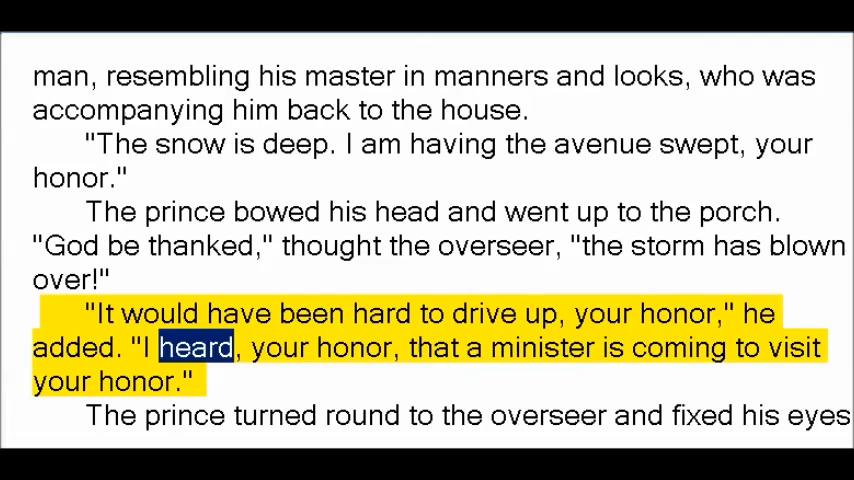 man, resembling his master in manners and looks, who was
accompanying him back to the house.
"The snow is deep. I am having the avenue swept, your
honor."
The prince bowed his head and went up to the porch.
"God be thanked," thought the overseer, "the storm has blown
over!"
"It would have been hard to drive up, your honor," he
added. "I heard, your honor, that a minister is coming to visit
your honor."
The prince turned round to the overseer and fixed his eyes